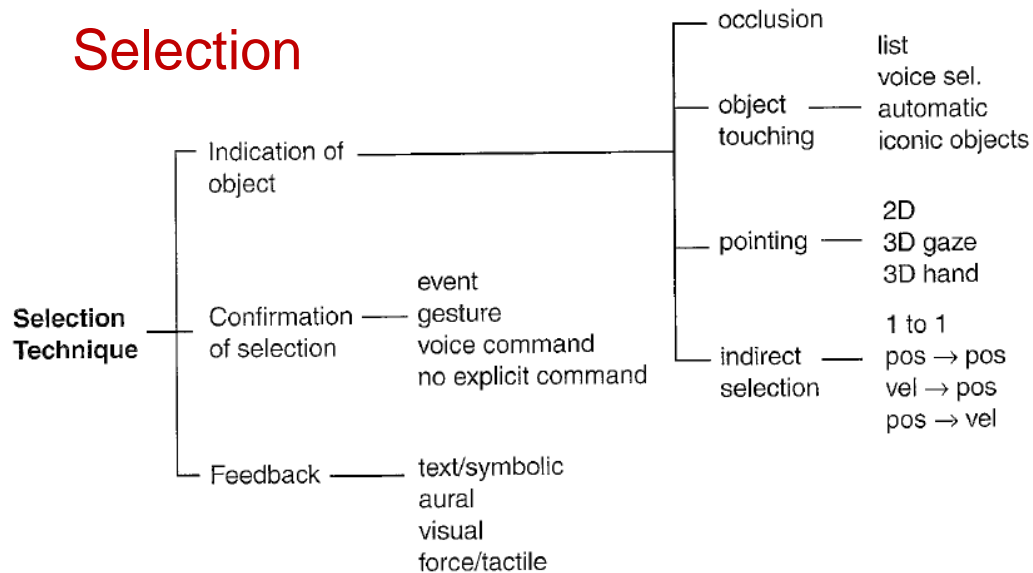 Selection
Selection
Technique
Indication of
object
occlusion
object
touching
list
voice sel.
automatic
iconic objects
pointing
2D
3D gaze
3D hand
indirect
selection
1 to 1
pos → pos
vel → pos
pos → vel
Confirmation
of selection
event
gesture
voice command
no explicit command
Feedback
text/symbolic
aural
visual
force/tactile